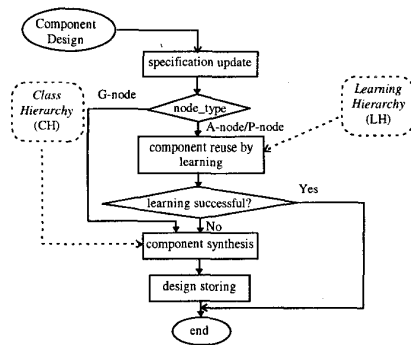 Component
Design
specification update
G-node
node_type
Class
Hierarchy
(CH)
Learning
Hierarchy
(LH)
A-node/P-node
component reuse by
learning
learning successful?
Yes
No
component synthesis
design storing
end